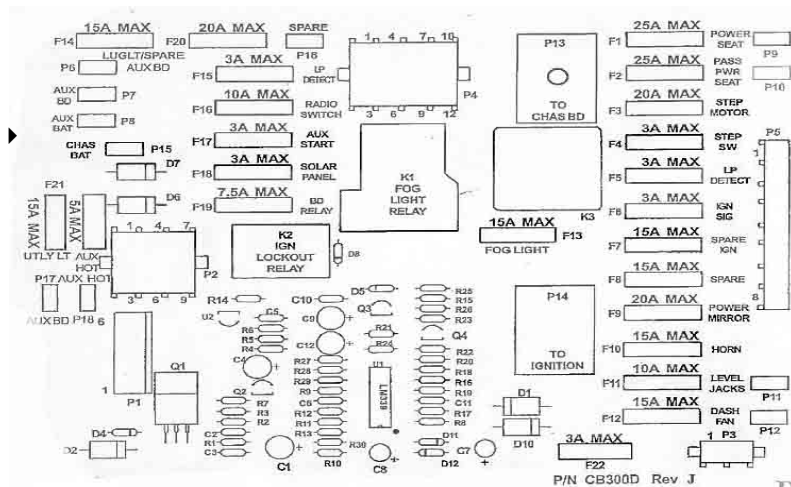 15A MAX
F14
20A MAX
F20
SPARE
P16
LUGLT/SPARE
P6
AUX BD
AUX
BD
P7
AUX
BAT
P8
CHAS
BAT
P15
D7
D6
3A MAX
F15
LP
DETECT
10A MAX
F16
RADIO
SWITCH
3A MAX
F17
AUX
START
3A MAX
F18
SOLAR
PANEL
7.5A MAX
F19
BD
RELAY
1 4 7 10
P4
3 6 9 12
K1
FOG
LIGHT
RELAY
P13
TO
CHAS BD
K3
15A MAX
F13
FOG LIGHT
25A MAX
F1
POWER
SEAT
P9
25A MAX
F2
PASS
PWR
SEAT
P10
20A MAX
F3
STEP
MOTOR
3A MAX
F4
STEP
SW
3A MAX
F5
LP
DETECT
3A MAX
F6
IGN
SIG
15A MAX
F7
SPARE
IGN
15A MAX
F8
SPARE
20A MAX
F9
POWER
MIRROR
15A MAX
F10
HORN
10A MAX
F11
LEVEL
JACKS
P11
15A MAX
F12
DASH
FAN
P12
P5
1
8
F21
15A MAX
5A MAX
UTLY LT
AUX
HOT
P17
AUX HOT
AUX BD
P18
1 4 7
P2
3 6 9
K2
IGN
LOCKOUT
RELAY
D8
6
1
P1
Q1
D4
D2
R14
U2
C5
R6
R5
R4
C4
Q2
R7
R3
R2
C2
R1
C3
C1
C10
C9
C12
R27
R28
R29
R9
C6
R12
R11
R13
R10
R30
D5
Q3
R21
R24
U1
LM339
C8
R25
R15
R26
R23
Q4
R22
R20
R18
R16
R19
C11
R17
R8
D11
D12
C7
P14
TO
IGNITION
D1
D10
3A MAX
F22
1 P3
P/N CB300D Rev J